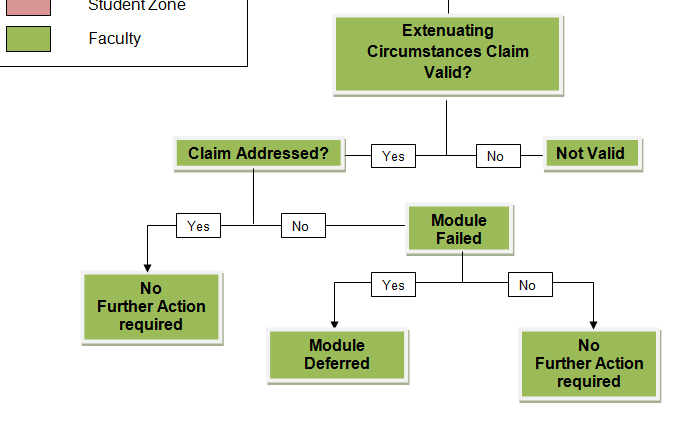 Student Zone
Faculty
Extenuating
Circumstances Claim
Valid?
Claim Addressed?
Yes
No
Not Valid
Yes
No
Module
Failed
No
Further Action
required
Yes
No
Module
Deferred
No
Further Action
required